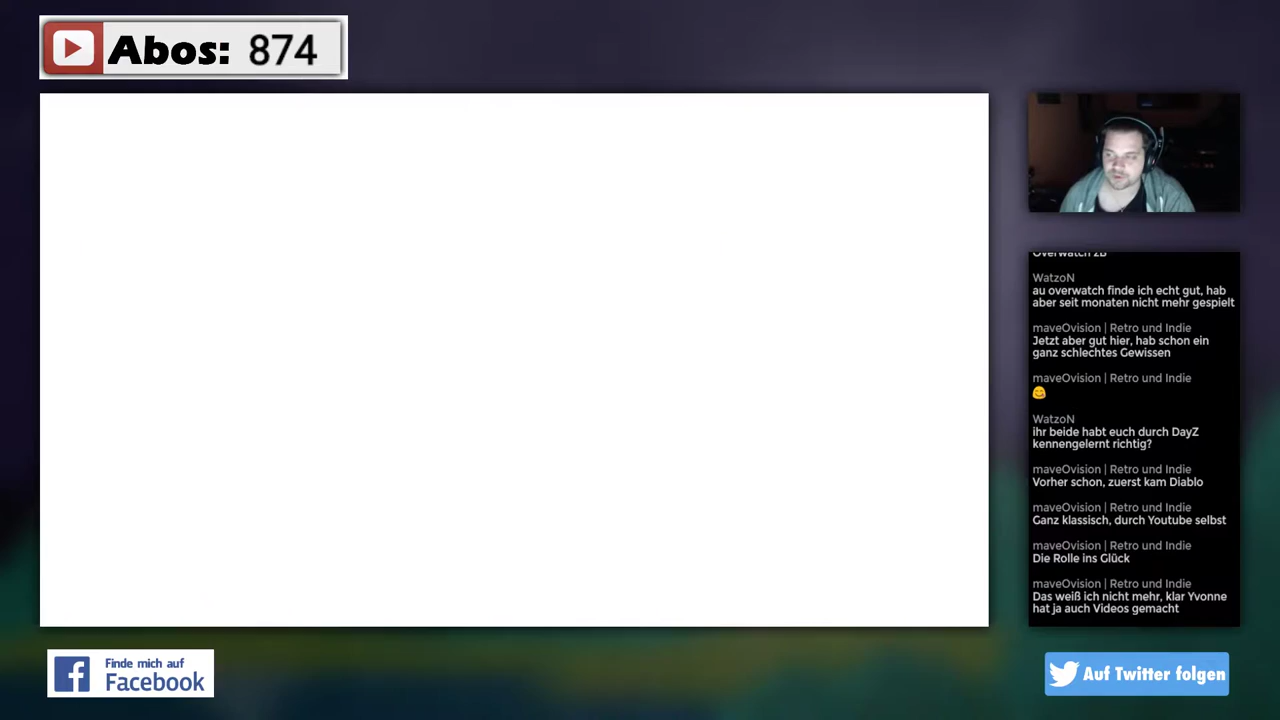 Abos: 874
Overwatch 2B
WatzoN
au overwatch finde ich echt gut, hab
aber seit monaten nicht mehr gespielt
maveOvision | Retro und Indie
Jetzt aber gut hier, hab schon ein
ganz schlechtes Gewissen
maveOvision | Retro und Indie
😋
WatzoN
ihr beide habt euch durch DayZ
kennengelernt richtig?
maveOvision | Retro und Indie
Vorher schon, zuerst kam Diablo
maveOvision | Retro und Indie
Ganz klassisch, durch Youtube selbst
maveOvision | Retro und Indie
Die Rolle ins Glück
maveOvision | Retro und Indie
Das weiß ich nicht mehr, klar Yvonne
hat ja auch Videos gemacht
Finde mich auf
Facebook
Auf Twitter folgen